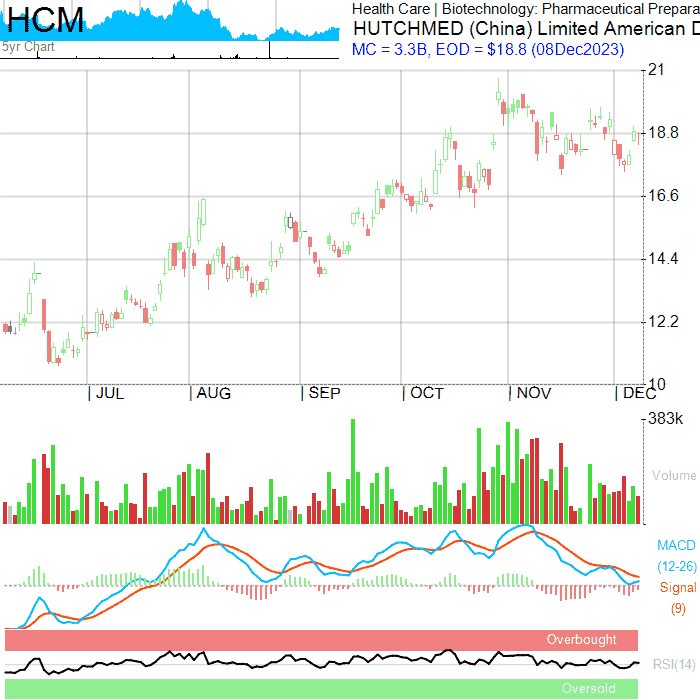 HCM
5yr Chart
Health Care | Biotechnology: Pharmaceutical Prepara
HUTCHMED (China) Limited American D
MC = 3.3B, EOD = $18.8 (08Dec2023)
21
18.8
16.6
14.4
12.2
10
JUL
AUG
SEP
OCT
NOV
DEC
383k
Volume
MACD
(12-26)
Signal
(9)
Overbought
RSI(14)
Oversold